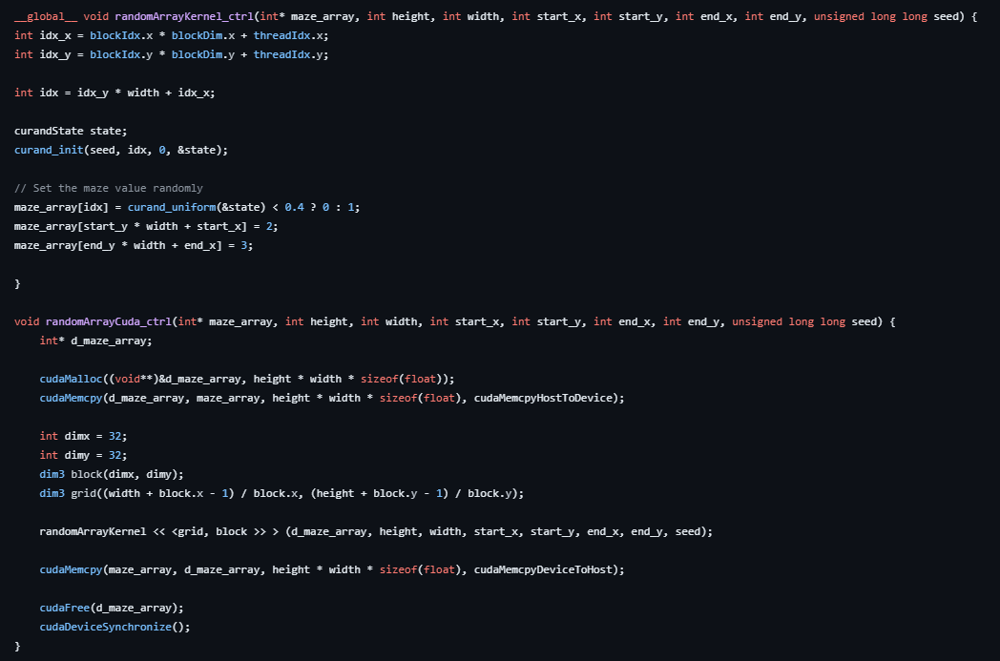 __global__ void randomArrayKernel_ctrl(int* maze_array, int height, int width, int start_x, int start_y, int end_x, int end_y, unsigned long long seed) {
int idx_x = blockIdx.x * blockDim.x + threadIdx.x;
int idx_y = blockIdx.y * blockDim.y + threadIdx.y;

int idx = idx_y * width + idx_x;

curandState state;
curand_init(seed, idx, 0, &state);

// Set the maze value randomly
maze_array[idx] = curand_uniform(&state) < 0.4 ? 0 : 1;
maze_array[start_y * width + start_x] = 2;
maze_array[end_y * width + end_x] = 3;

}

void randomArrayCuda_ctrl(int* maze_array, int height, int width, int start_x, int start_y, int end_x, int end_y, unsigned long long seed) {
    int* d_maze_array;

    cudaMalloc((void**)&d_maze_array, height * width * sizeof(float));
    cudaMemcpy(d_maze_array, maze_array, height * width * sizeof(float), cudaMemcpyHostToDevice);

    int dimx = 32;
    int dimy = 32;
    dim3 block(dimx, dimy);
    dim3 grid((width + block.x - 1) / block.x, (height + block.y - 1) / block.y);

    randomArrayKernel << <grid, block >> > (d_maze_array, height, width, start_x, start_y, end_x, end_y, seed);

    cudaMemcpy(maze_array, d_maze_array, height * width * sizeof(float), cudaMemcpyDeviceToHost);

    cudaFree(d_maze_array);
    cudaDeviceSynchronize();
}